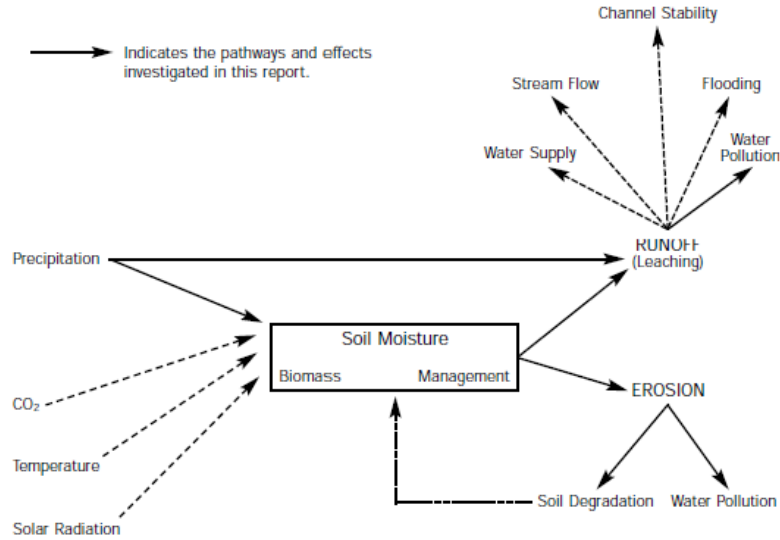 Channel Stability
Indicates the pathways and effects
investigated in this report.
Stream Flow
Flooding
Water Supply
Water
Pollution
Precipitation
RUNOFF
(Leaching)
Soil Moisture
Biomass Management
CO₂
EROSION
Temperature
Soil Degradation
Water Pollution
Solar Radiation